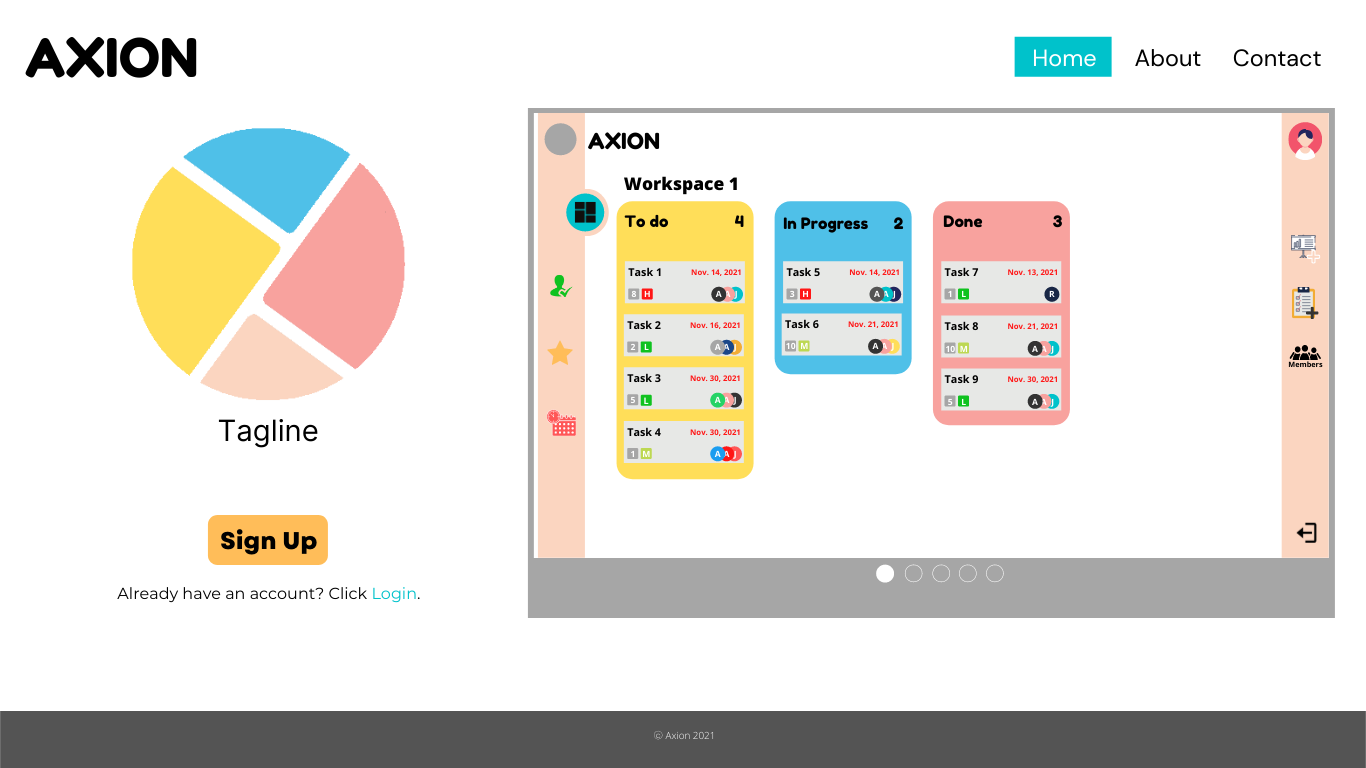 AXION
Home About Contact
AXION
Workspace 1
To do 4
Task 1 Nov. 14, 2021
8 H A A J
Task 2 Nov. 16, 2021
2 L A A J
Task 3 Nov. 30, 2021
5 L A A J
Task 4 Nov. 30, 2021
1 M A A J
In Progress 2
Task 5 Nov. 14, 2021
3 H A A J
Task 6 Nov. 21, 2021
10 M A A J
Done 3
Task 7 Nov. 13, 2021
1 L R
Task 8 Nov. 21, 2021
10 M A A J
Task 9 Nov. 30, 2021
5 L A A J
Members
Tagline
Sign Up
Already have an account? Click Login.
© Axion 2021